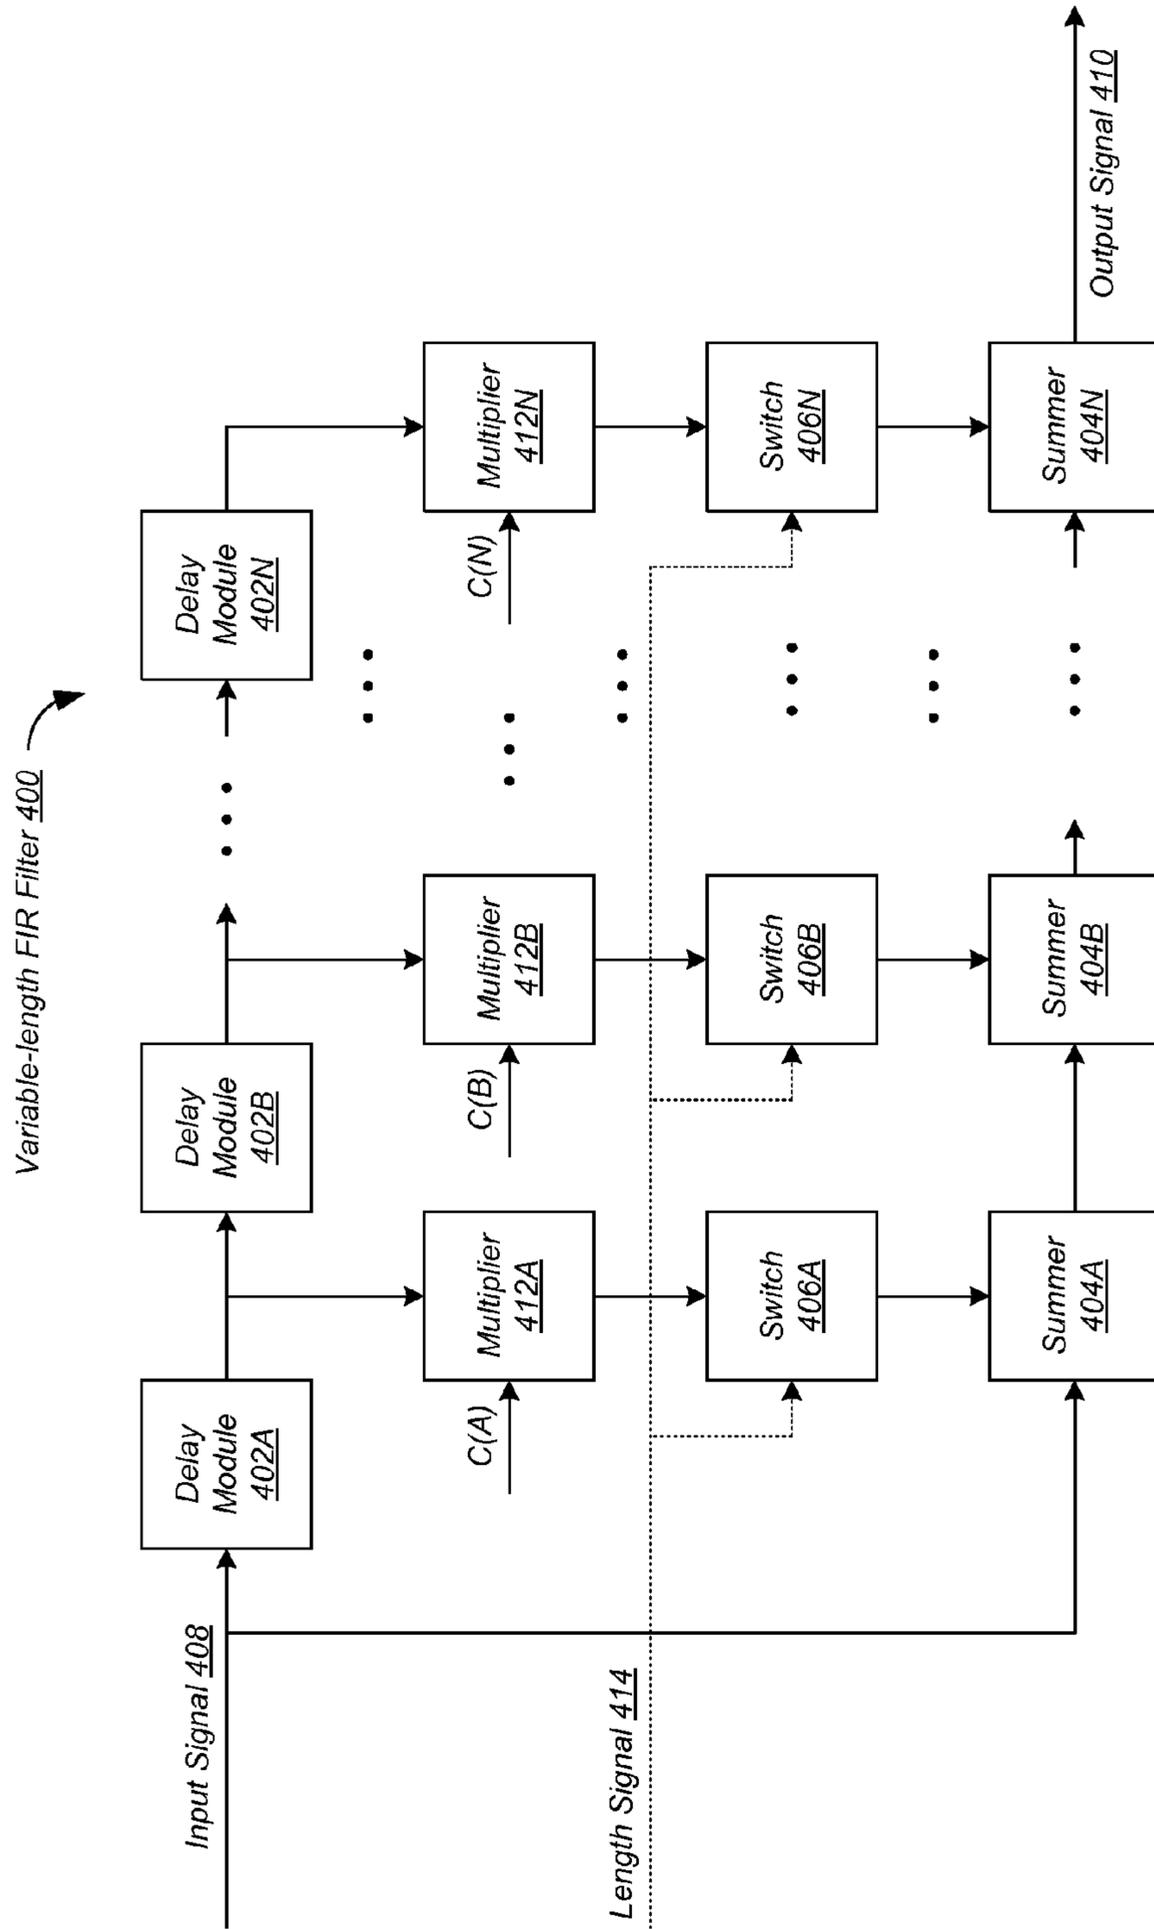 Variable-length FIR Filter 400
Input Signal 408
Delay
Module
402A
Delay
Module
402B
Delay
Module
402N
C(A)
Multiplier
412A
C(B)
Multiplier
412B
C(N)
Multiplier
412N
Length Signal 414
Switch
406A
Switch
406B
Switch
406N
Summer
404A
Summer
404B
Summer
404N
Output Signal 410